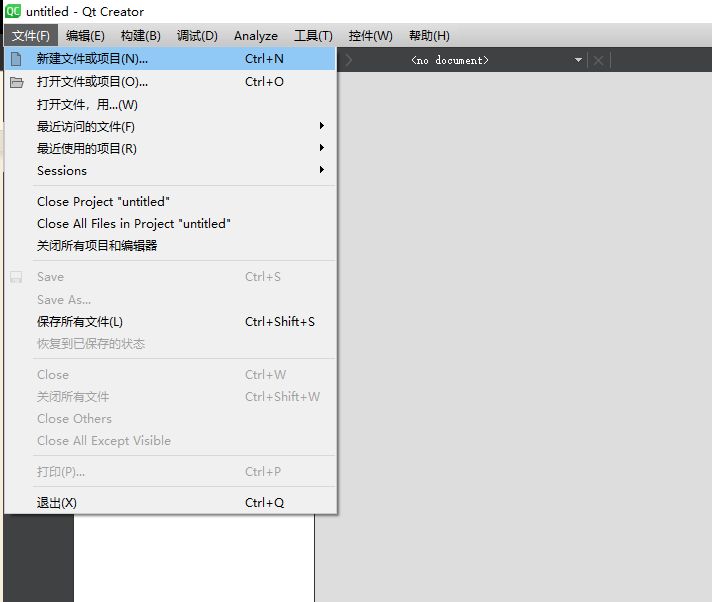 QC untitled - Qt Creator
文件(F) 编辑(E) 构建(B) 调试(D) Analyze 工具(T) 控件(W) 帮助(H)
新建文件或项目(N)... Ctrl+N
<no document>
打开文件或项目(O)... Ctrl+O
打开文件，用...(W)
最近访问的文件(F)
最近使用的项目(R)
Sessions
Close Project "untitled"
Close All Files in Project "untitled"
关闭所有项目和编辑器
Save Ctrl+S
Save As...
保存所有文件(L) Ctrl+Shift+S
恢复到已保存的状态
Close Ctrl+W
关闭所有文件 Ctrl+Shift+W
Close Others
Close All Except Visible
打印(P)... Ctrl+P
退出(X) Ctrl+Q